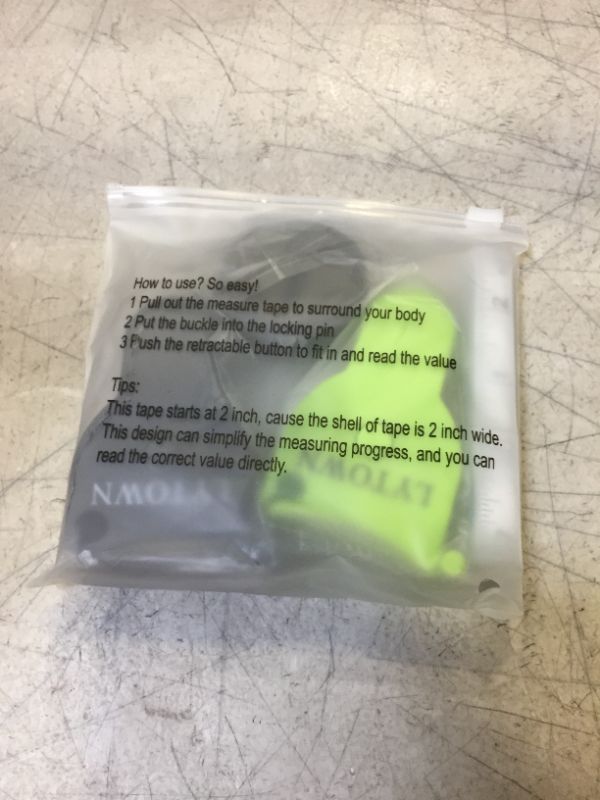 How to use? So easy!
1 Pull out the measure tape to surround your body
2 Put the buckle into the locking pin
3 Push the retractable button to fit in and read the value
Tips:
This tape starts at 2 inch, cause the shell of tape is 2 inch wide.
This design can simplify the measuring progress, and you can
read the correct value directly.
LYTOWN
LYTOWN